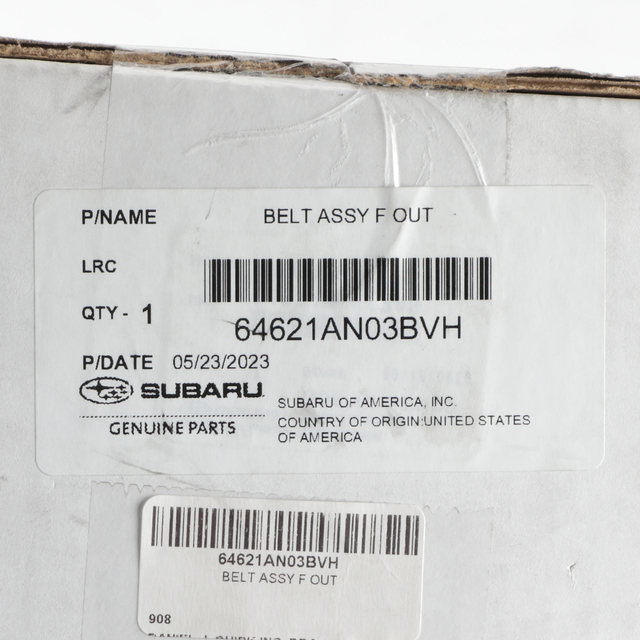 P/NAME BELT ASSY F OUT
LRC
QTY - 1
64621AN03BVH
P/DATE 05/23/2023
SUBARU
GENUINE PARTS
SUBARU OF AMERICA, INC.
COUNTRY OF ORIGIN:UNITED STATES
OF AMERICA
64621AN03BVH
BELT ASSY F OUT
908